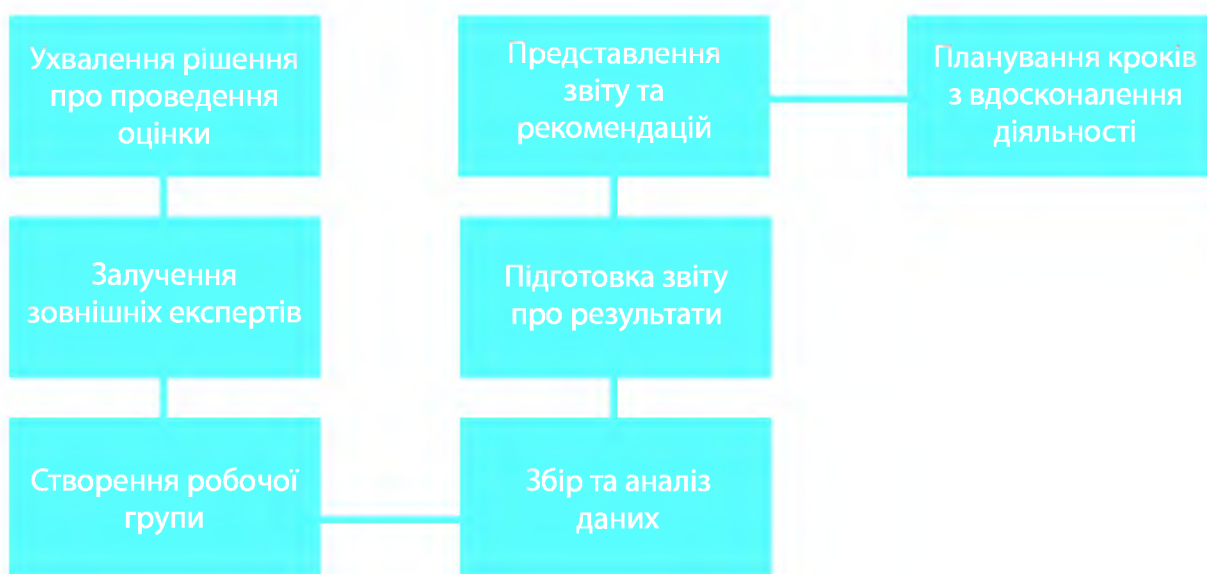 Ухвалення рішення
про проведення
оцінки
Залучення
зовнішніх експертів
Створення робочої
групи
Збір та аналіз
даних
Підготовка звіту
про результати
Представлення
звіту та
рекомендацій
Планування кроків
з вдосконалення
діяльності